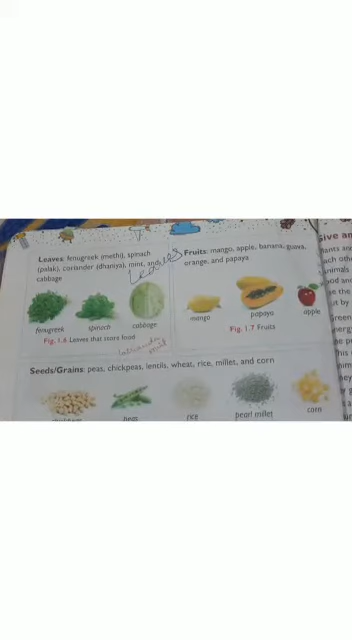 Leaves: fenugreek (methi), spinach
(palak), coriander (dhaniya), mint, and
cabbage
Leaves
fenugreek
spinach
cabbage
Fig. 1.6 Leaves that store food
Fruits: mango, apple, banana, guava,
orange, and papaya
mango
papaya
apple
Fig. 1.7 Fruits
Seeds/Grains: peas, chickpeas, lentils, wheat, rice, millet, and corn
peas
rice
pearl millet
corn